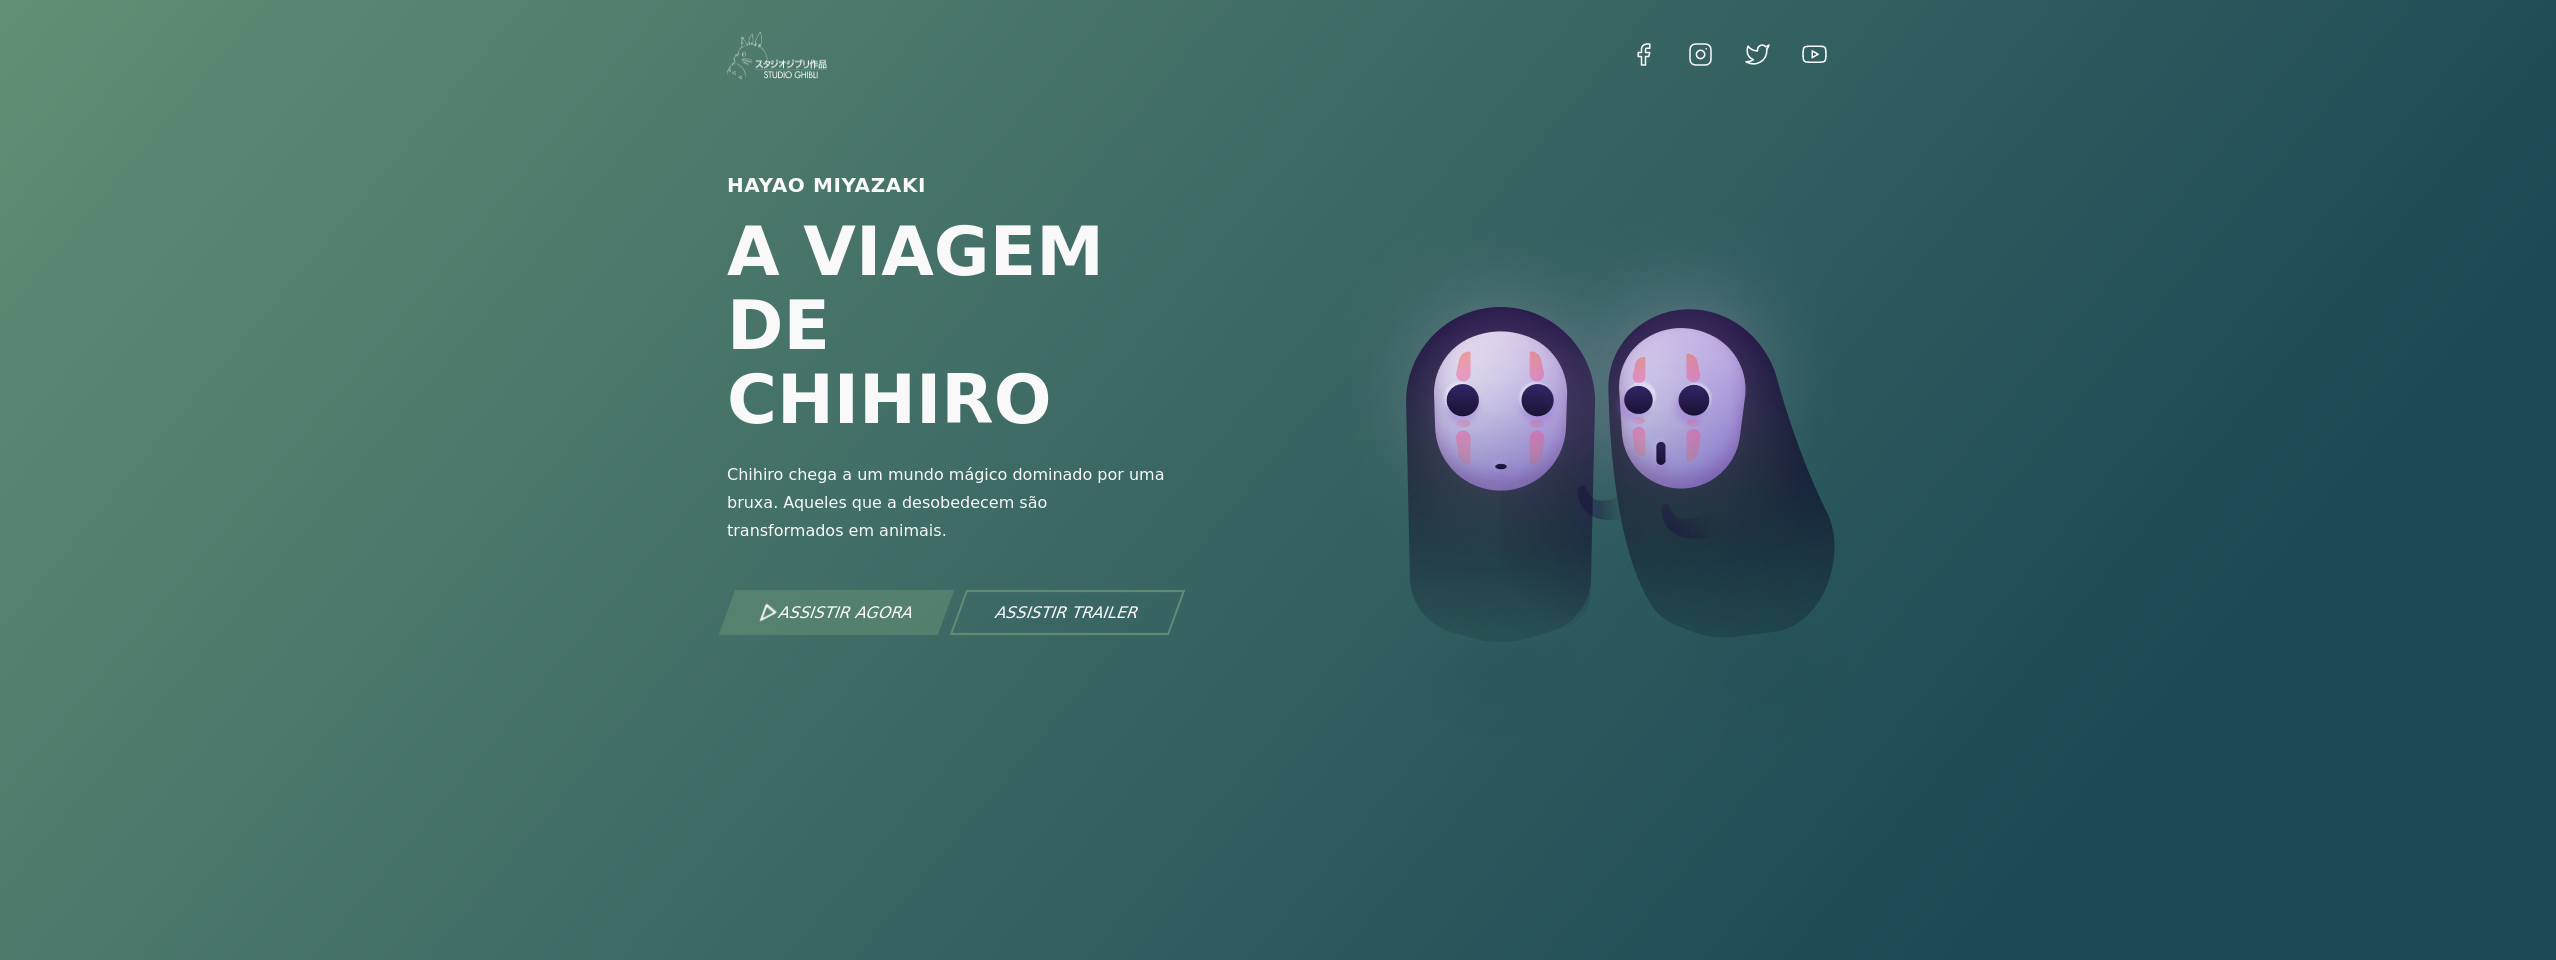 スタジオジブリ作品
STUDIO GHIBLI
HAYAO MIYAZAKI
A VIAGEM
DE
CHIHIRO
Chihiro chega a um mundo mágico dominado por uma
bruxa. Aqueles que a desobedecem são
transformados em animais.
ASSISTIR AGORA
ASSISTIR TRAILER